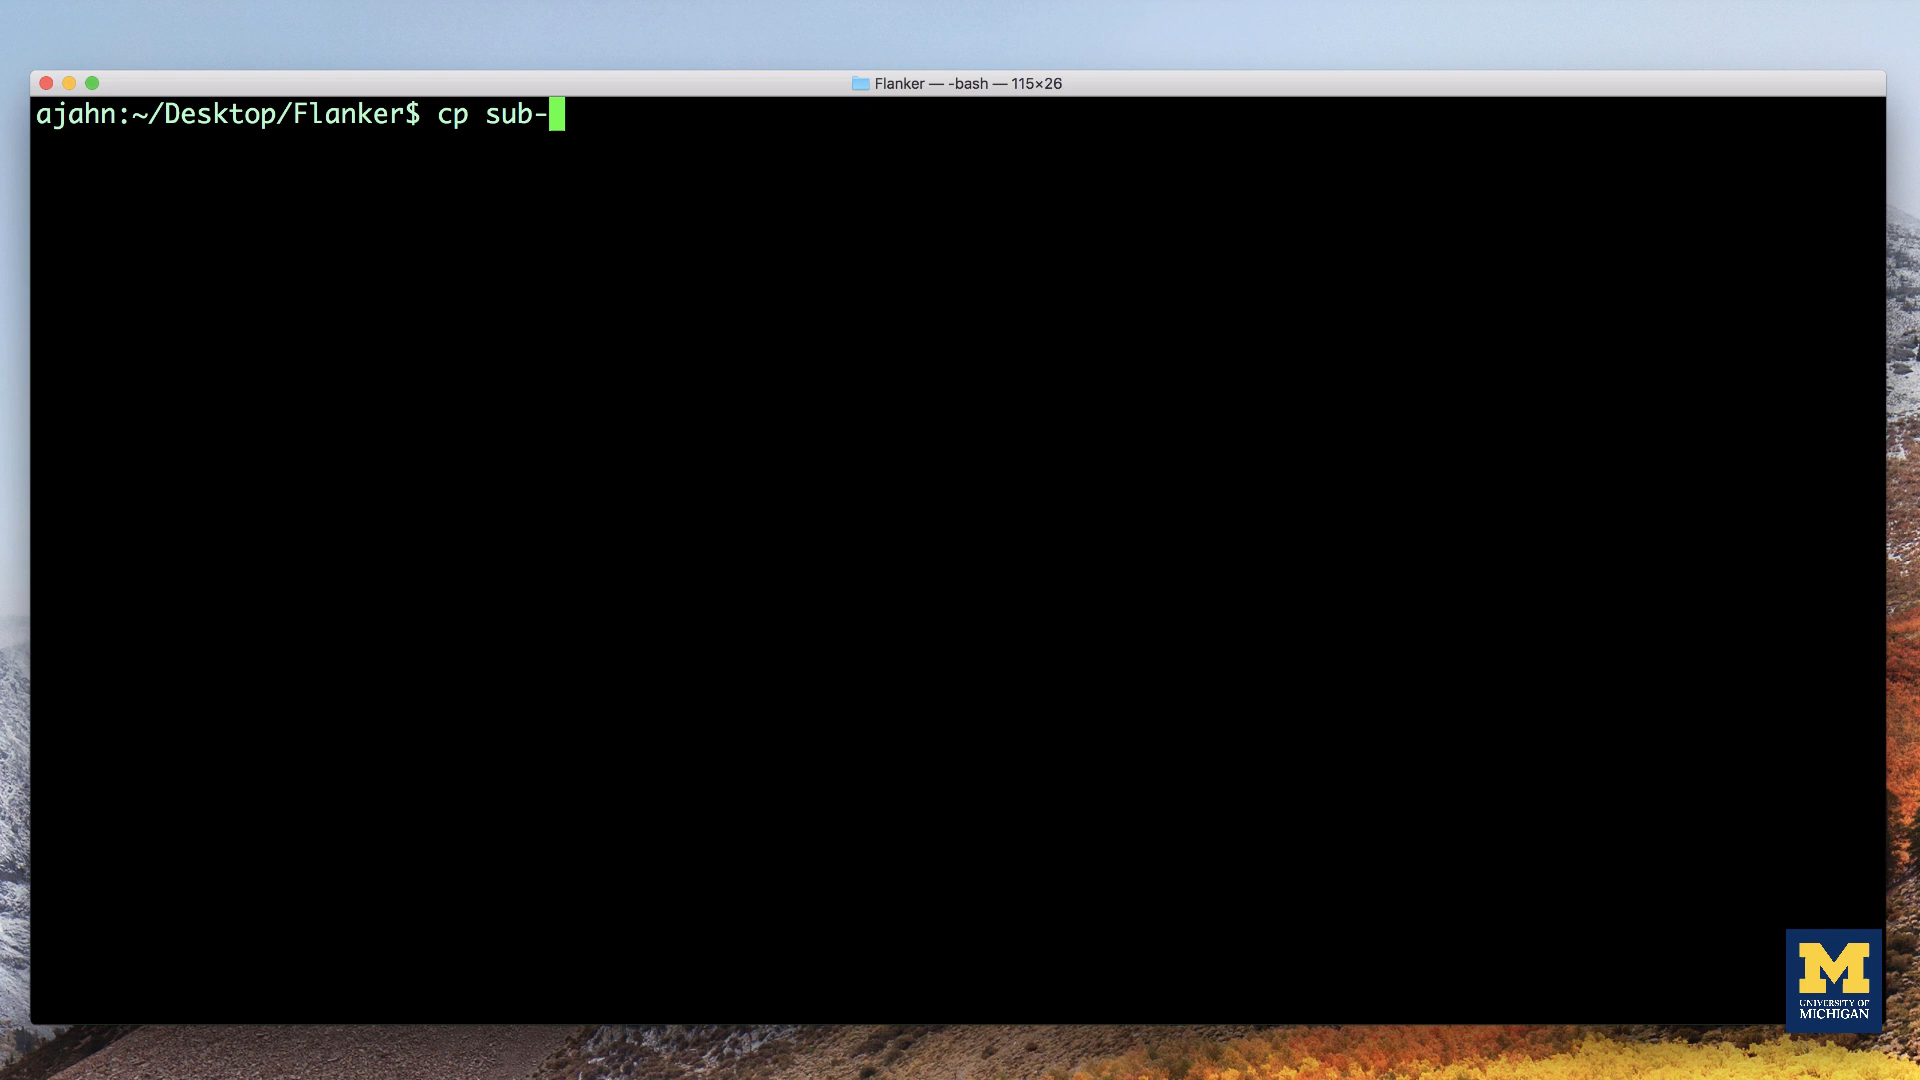 Flanker — -bash — 115×26
ajahn:~/Desktop/Flanker$ cp sub-
M
UNIVERSITY OF
MICHIGAN